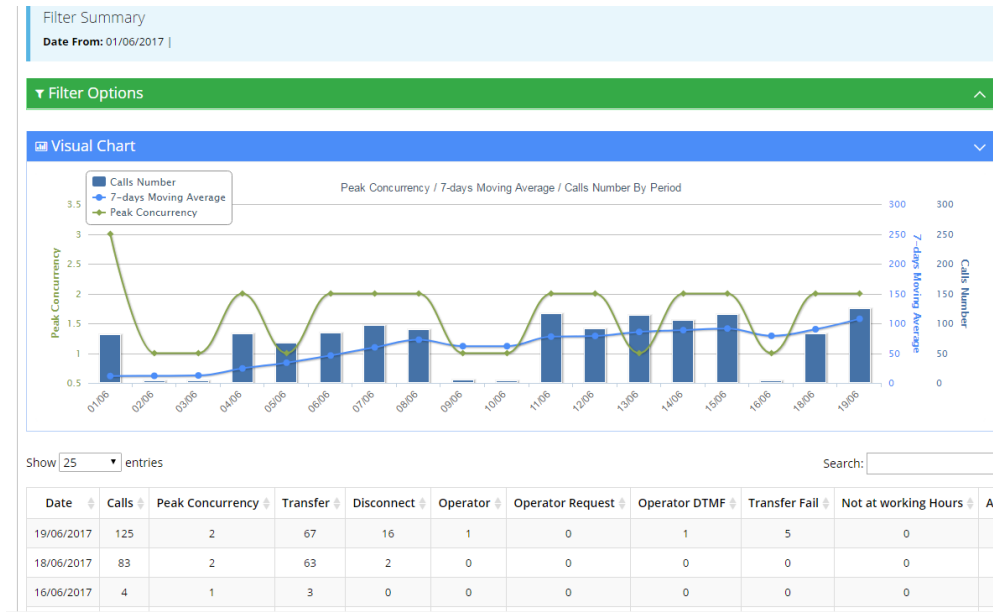 Filter Summary
Date From: 01/06/2017 |
Filter Options
Visual Chart
Calls Number
7-days Moving Average
Peak Concurrency
Peak Concurrency / 7-days Moving Average / Calls Number By Period
3.5
3
2.5
2
1.5
1
0.5
Peak Concurrency
300
250
200
150
100
50
0
7-days Moving Average
300
250
200
150
100
50
0
Calls Number
01/06 02/06 03/06 04/06 05/06 06/06 07/06 08/06 09/06 10/06 11/06 12/06 13/06 14/06 15/06 16/06 18/06 19/06
Show 25 entries
Search:
Date Calls Peak Concurrency Transfer Disconnect Operator Operator Request Operator DTMF Transfer Fail Not at working Hours A
19/06/2017 125 2 67 16 1 0 1 5 0
18/06/2017 83 2 63 2 0 0 0 0 0
16/06/2017 4 1 3 0 0 0 0 0 0